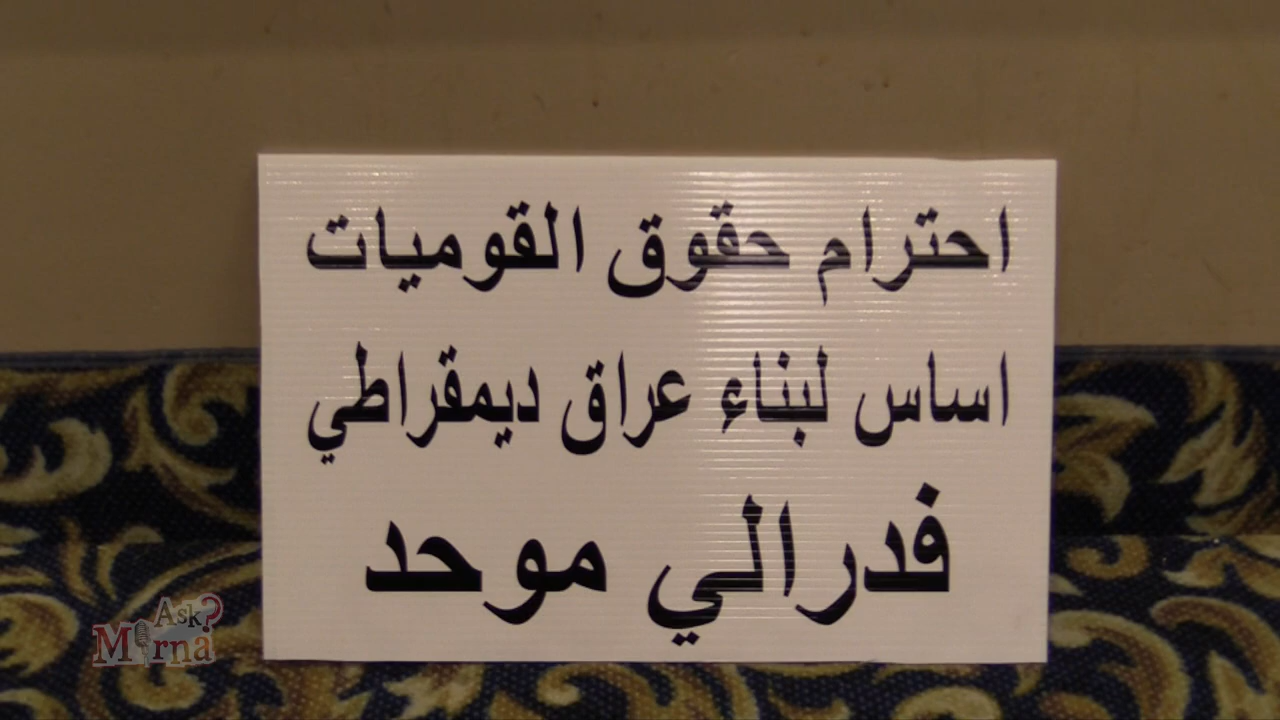 احترام حقوق القوميات
اساس لبناء عراق ديمقراطي
فدرالي موحد
Ask?
Mirna